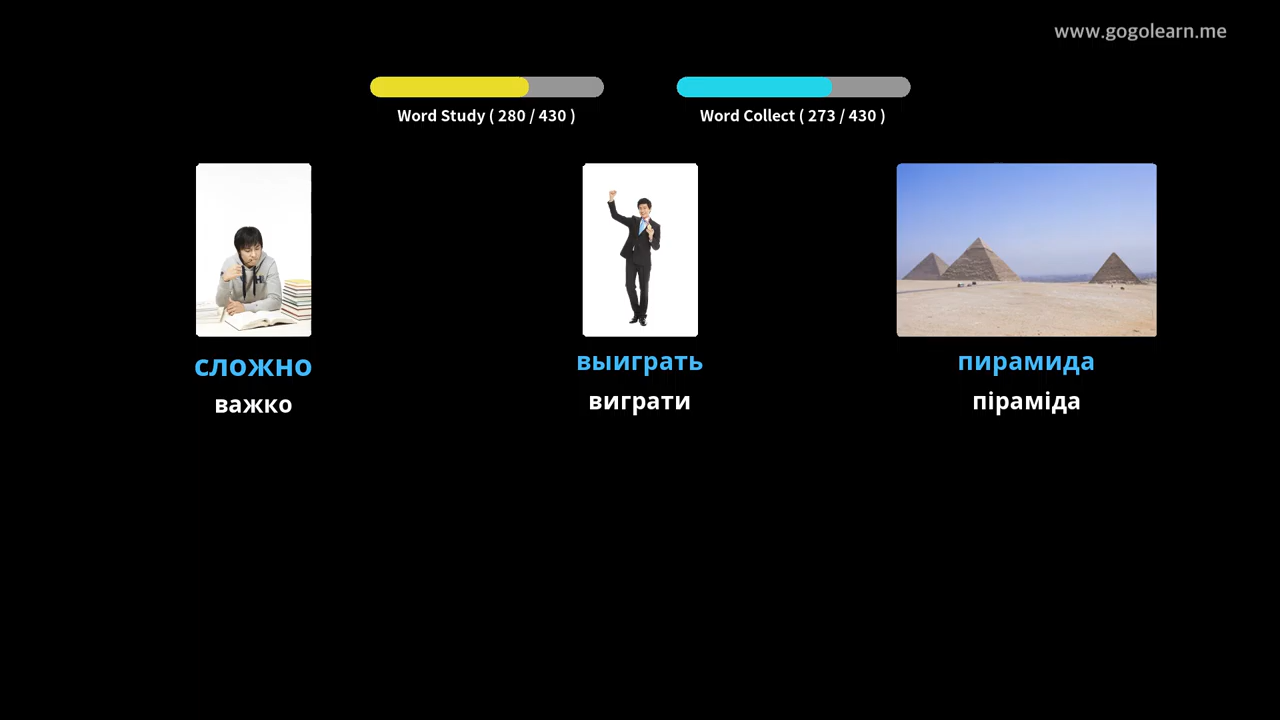 www.gogolearn.me
Word Study ( 280 / 430 )
Word Collect ( 273 / 430 )
сложно
важко
выиграть
виграти
пирамида
піраміда